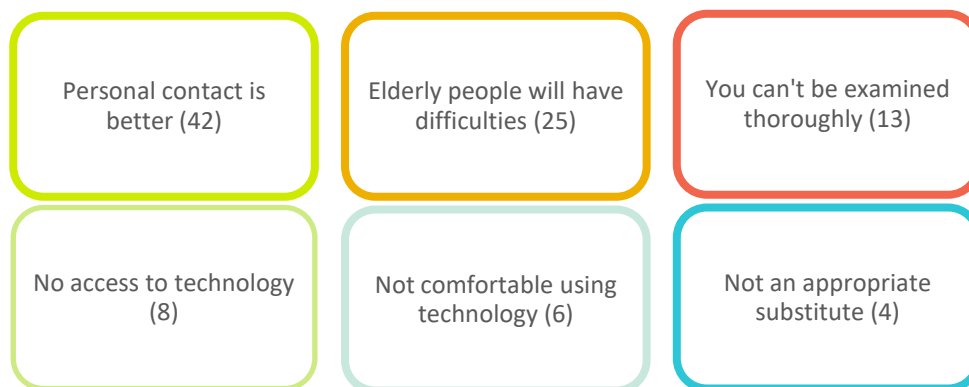 Personal contact is
better (42)
Elderly people will have
difficulties (25)
You can't be examined
thoroughly (13)
No access to technology
(8)
Not comfortable using
technology (6)
Not an appropriate
substitute (4)